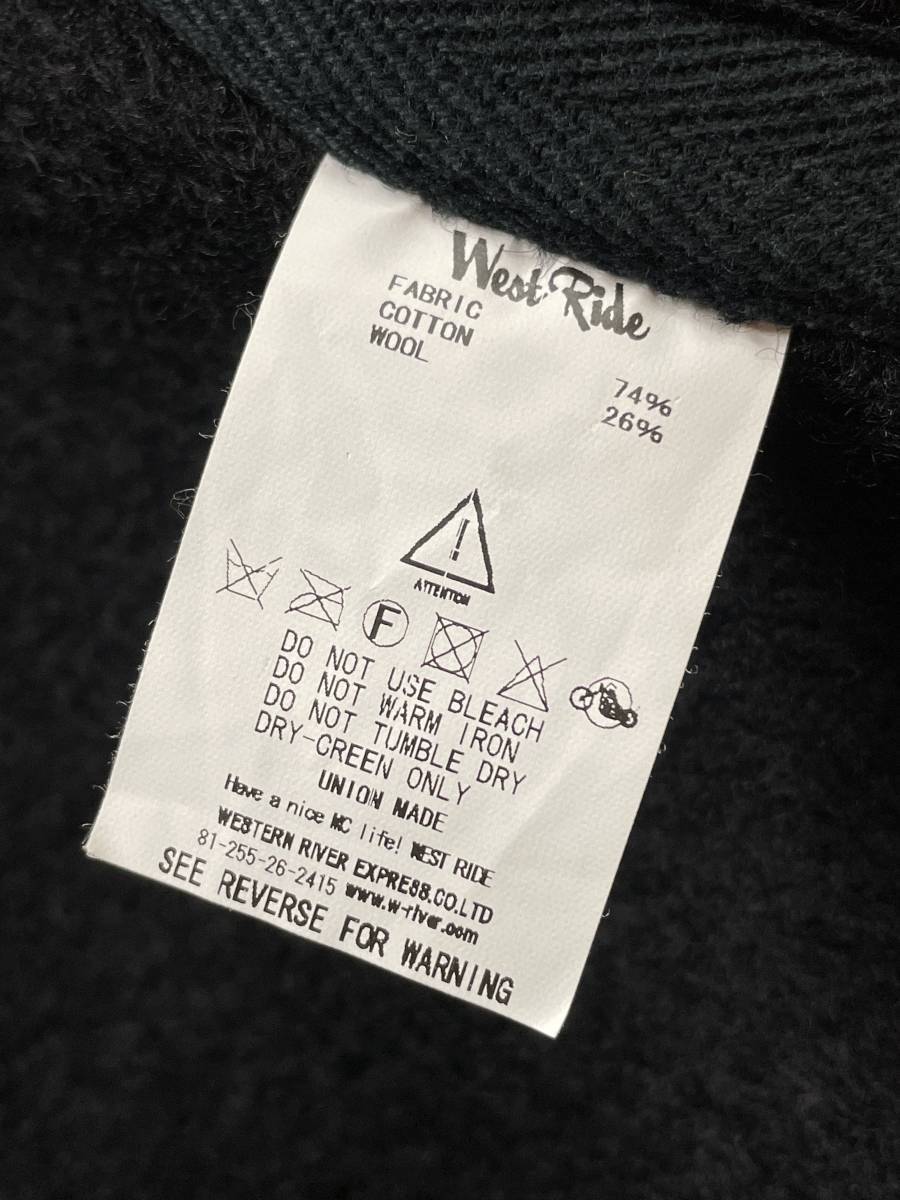 West Ride
FABRIC
COTTON 74%
WOOL 26%
!
ATTENTION
F
DO NOT USE BLEACH
DO NOT WARM IRON
DO NOT TUMBLE DRY
DRY-CREEN ONLY
UNION MADE
Have a nice MC life! WEST RIDE
WESTERN RIVER EXPRESS.CO.LTD
81-255-26-2415 www.w-river.com
SEE REVERSE FOR WARNING